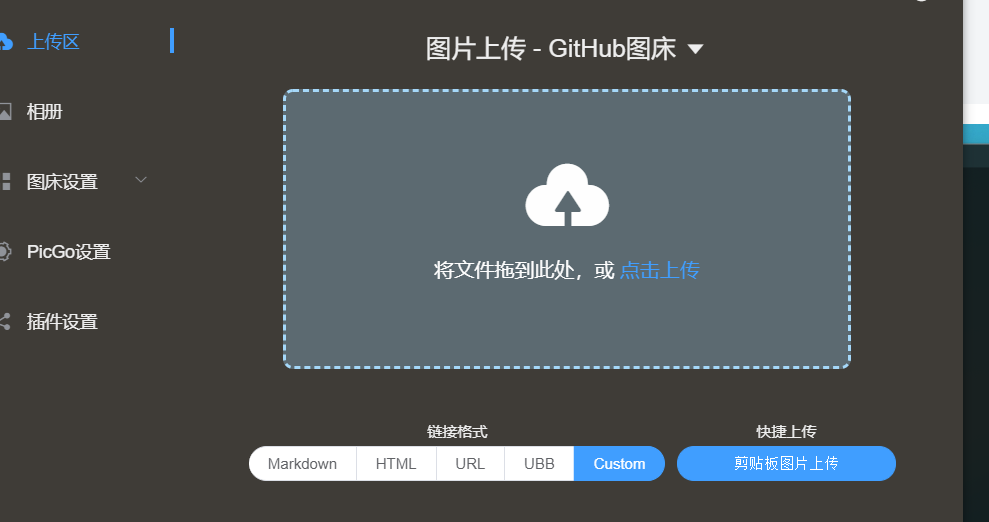 上传区
相册
图床设置
PicGo设置
插件设置
图片上传 - GitHub图床
将文件拖到此处，或 点击上传
链接格式
Markdown HTML URL UBB Custom
快捷上传
剪贴板图片上传